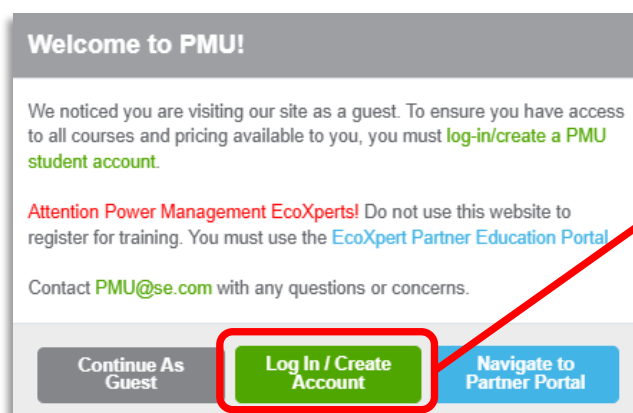 Welcome to PMU!
We noticed you are visiting our site as a guest. To ensure you have access
to all courses and pricing available to you, you must log-in/create a PMU
student account.
Attention Power Management EcoXperts! Do not use this website to
register for training. You must use the EcoXpert Partner Education Portal
Contact PMU@se.com with any questions or concerns.
Continue As
Guest
Log In / Create
Account
Navigate to
Partner Portal